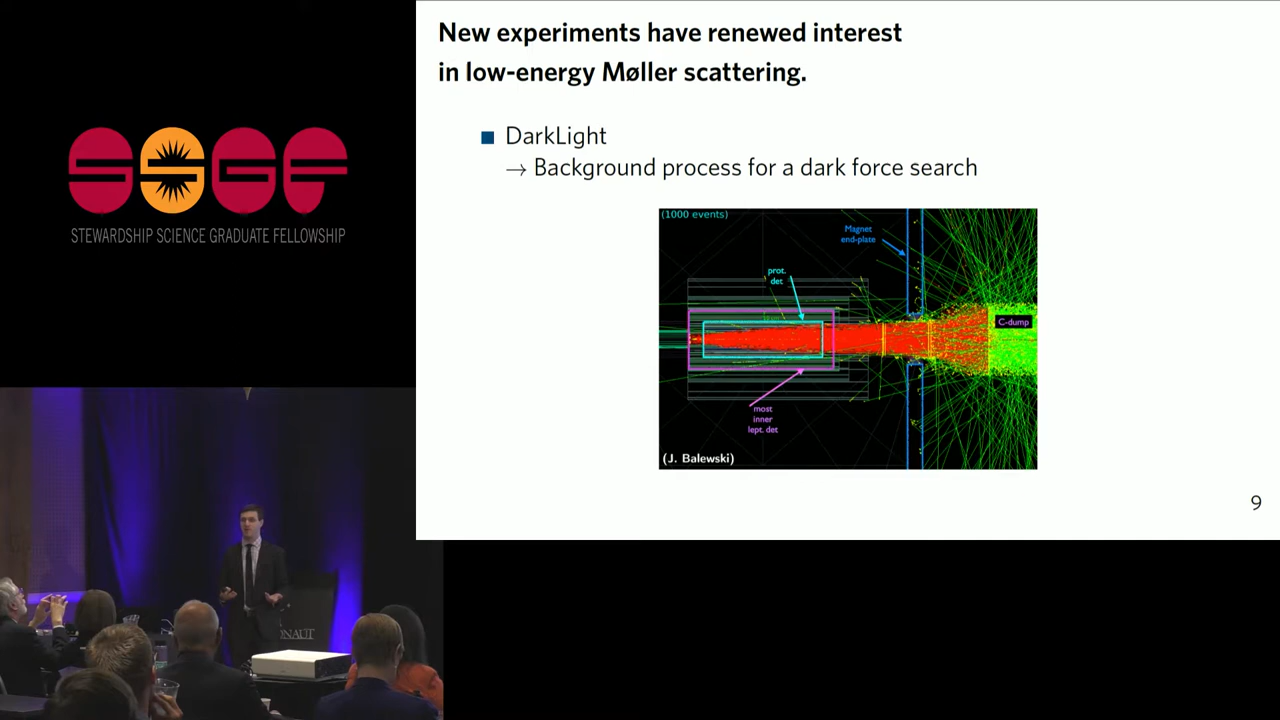 SSGF
STEWARDSHIP SCIENCE GRADUATE FELLOWSHIP
New experiments have renewed interest
in low-energy Møller scattering.
DarkLight
→ Background process for a dark force search
(1000 events)
Magnet
end-plate
prot.
det
C-dump
most
inner
lept. det
(J. Balewski)
9
ONAUT